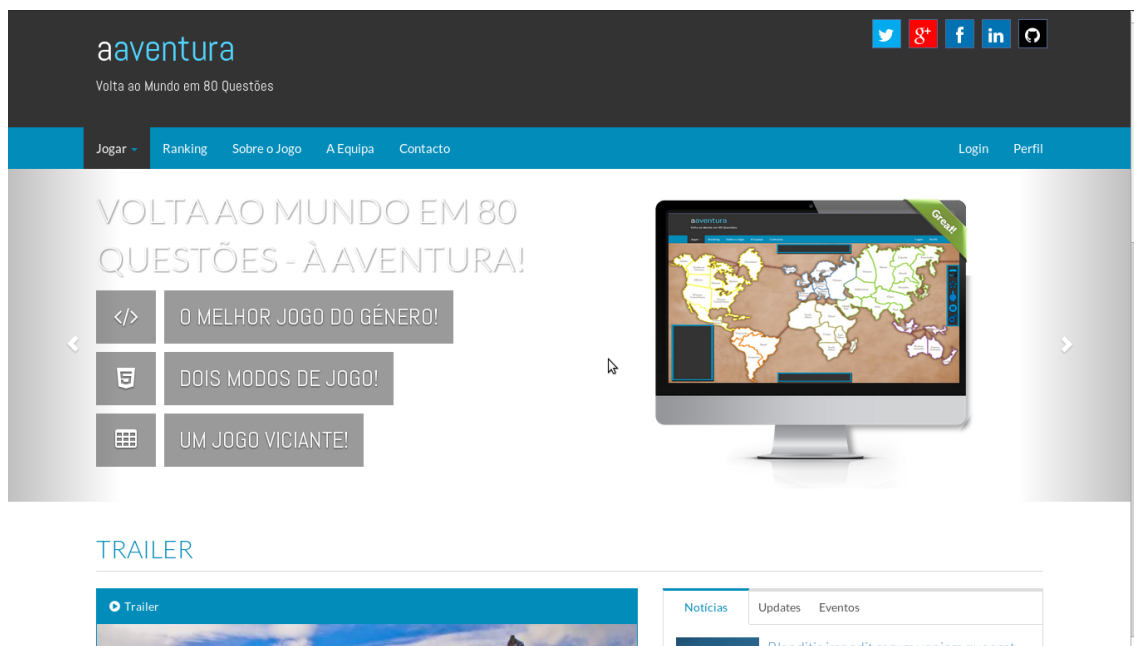 aaventura
Volta ao Mundo em 80 Questões
Jogar Ranking Sobre o Jogo A Equipa Contacto Login Perfil
VOLTA AO MUNDO EM 80
QUESTÕES - À AVENTURA!
O MELHOR JOGO DO GÉNERO!
DOIS MODOS DE JOGO!
UM JOGO VICIANTE!
Great!
aaventura
TRAILER
Trailer
Notícias Updates Eventos